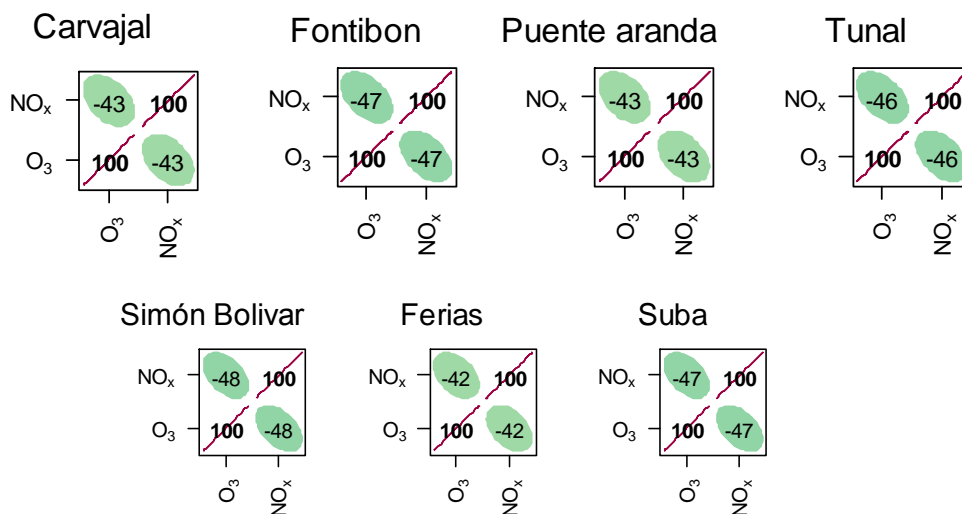 Carvajal
NOₓ -43 100
O₃ 100 -43
O₃ NOₓ
Fontibon
NOₓ -47 100
O₃ 100 -47
O₃ NOₓ
Puente aranda
NOₓ -43 100
O₃ 100 -43
O₃ NOₓ
Tunal
NOₓ -46 100
O₃ 100 -46
O₃ NOₓ
Simón Bolivar
NOₓ -48 100
O₃ 100 -48
O₃ NOₓ
Ferias
NOₓ -42 100
O₃ 100 -42
O₃ NOₓ
Suba
NOₓ -47 100
O₃ 100 -47
O₃ NOₓ